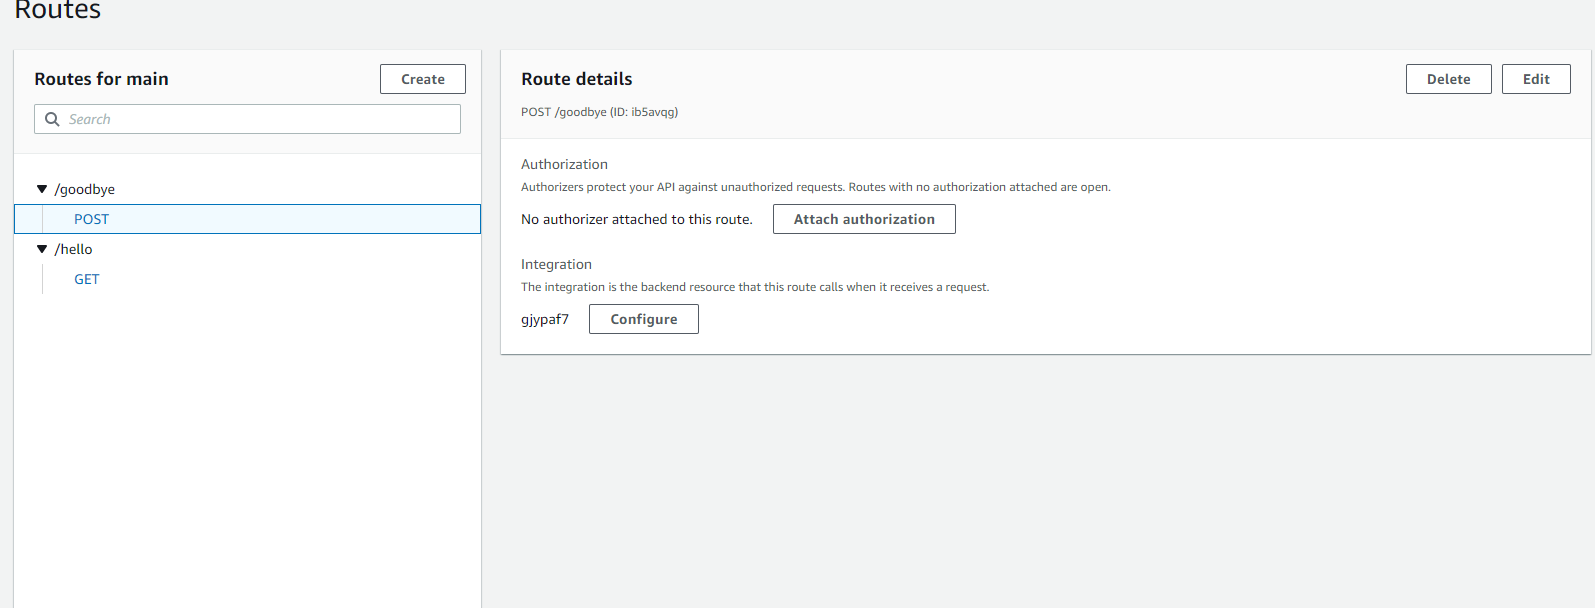 Routes
Routes for main
Create
Search
/goodbye
POST
/hello
GET
Route details
Delete
Edit
POST /goodbye (ID: ib5avqg)
Authorization
Authorizers protect your API against unauthorized requests. Routes with no authorization attached are open.
No authorizer attached to this route.
Attach authorization
Integration
The integration is the backend resource that this route calls when it receives a request.
gjypaf7
Configure